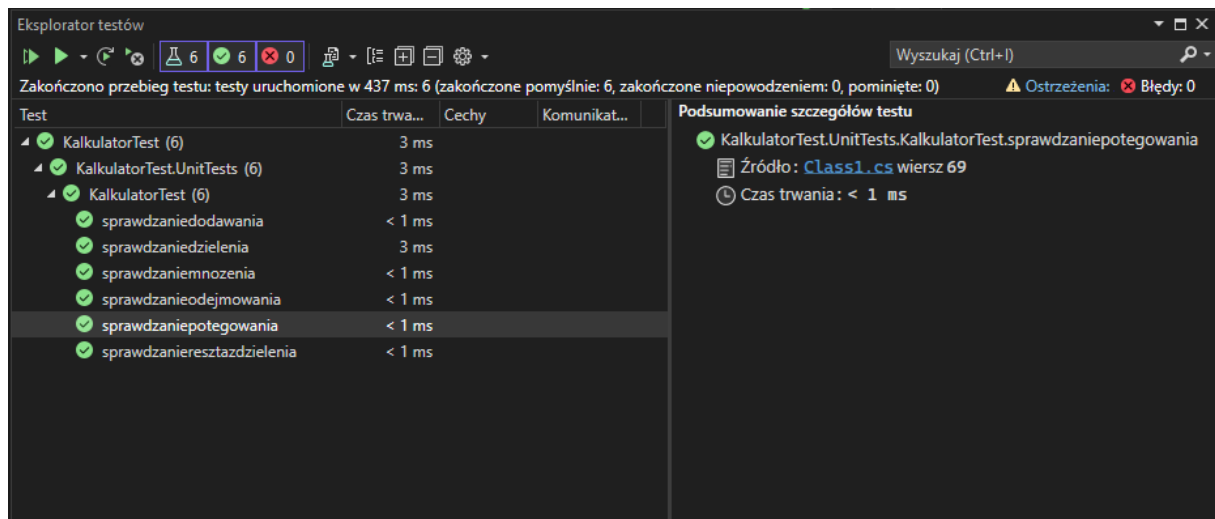 Eksplorator testów
6 6 0 Wyszukaj (Ctrl+I)
Zakończono przebieg testu: testy uruchomione w 437 ms: 6 (zakończone pomyślnie: 6, zakończone niepowodzeniem: 0, pominięte: 0) Ostrzeżenia: Błędy: 0
Test Czas trwa... Cechy Komunikat...
KalkulatorTest (6) 3 ms
KalkulatorTest.UnitTests (6) 3 ms
KalkulatorTest (6) 3 ms
sprawdzaniedodawania < 1 ms
sprawdzaniedzielenia 3 ms
sprawdzaniemnozenia < 1 ms
sprawdzanieodejmowania < 1 ms
sprawdzaniepotegowania < 1 ms
sprawdzanieresztazdzielenia < 1 ms
Podsumowanie szczegółów testu
KalkulatorTest.UnitTests.KalkulatorTest.sprawdzaniepotegowania
Źródło: Class1.cs wiersz 69
Czas trwania: < 1 ms